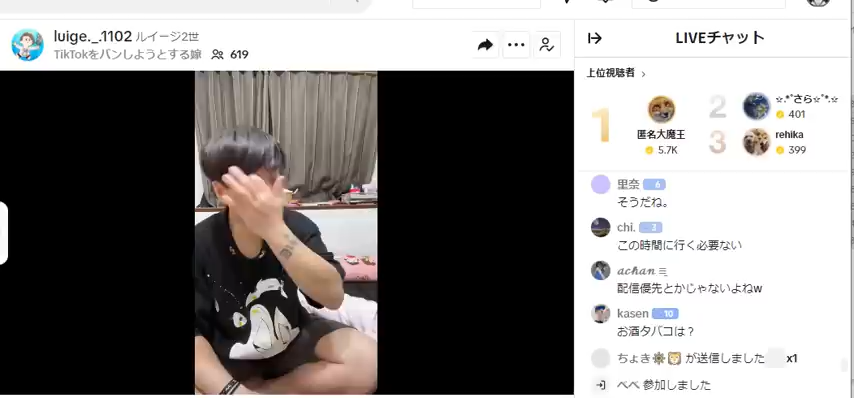 luige._.1102 ルイージ2世
TikTokをバンしようとする嫁 619
LIVEチャット
上位視聴者 >
1
匿名大魔王
5.7K
2
☆.*˚さら☆˚*.☆
401
3
rehika
399
里奈 6
そうだね。
chi. 3
この時間に行く必要ない
achan
配信優先とかじゃないよねw
kasen 10
お酒タバコは？
ちょき が送信しました x1
べべ 参加しました